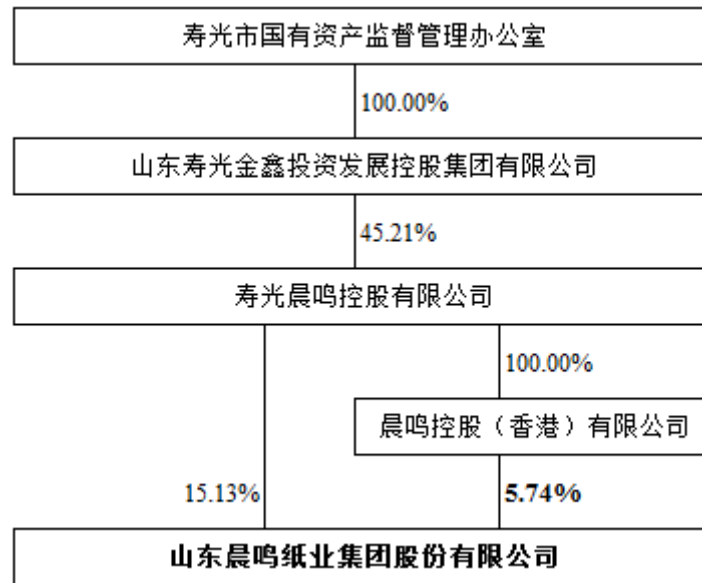 寿光市国有资产监督管理办公室
100.00%
山东寿光金鑫投资发展控股集团有限公司
45.21%
寿光晨鸣控股有限公司
100.00%
晨鸣控股（香港）有限公司
15.13%
5.74%
山东晨鸣纸业集团股份有限公司